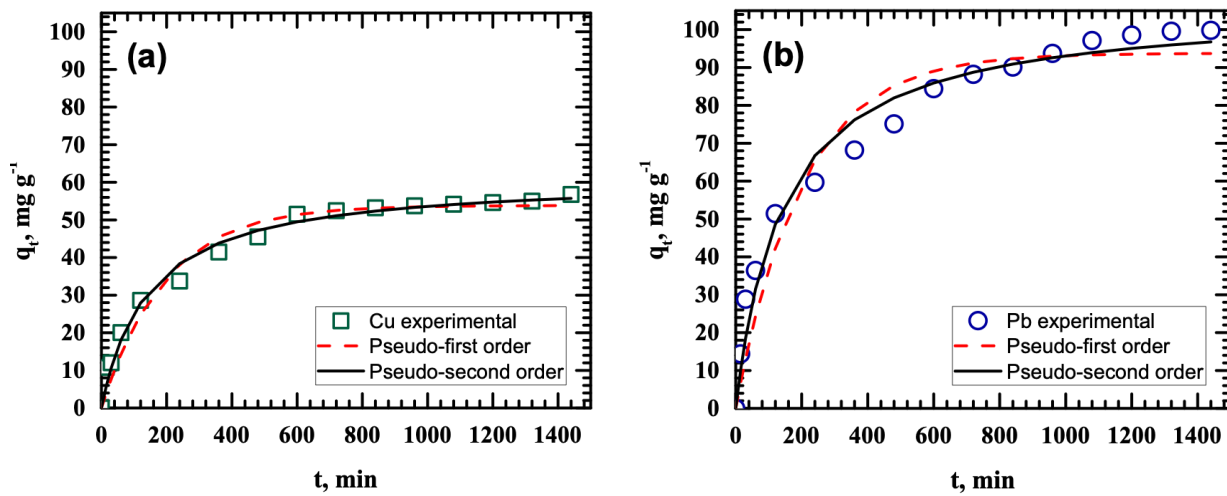 (a)
q_t, mg g^-1
100
90
80
70
60
50
40
30
20
10
0
Cu experimental
Pseudo-first order
Pseudo-second order
0 200 400 600 800 1000 1200 1400
t, min
(b)
q_t, mg g^-1
100
90
80
70
60
50
40
30
20
10
0
Pb experimental
Pseudo-first order
Pseudo-second order
0 200 400 600 800 1000 1200 1400
t, min